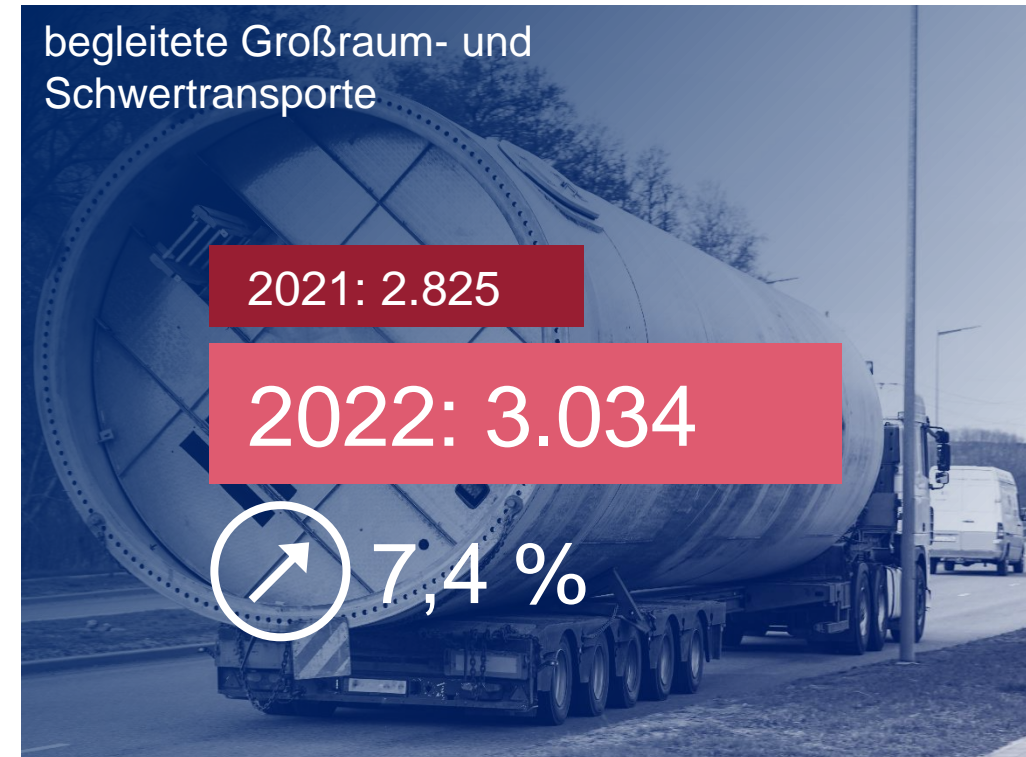 begleitete Großraum- und
Schwertransporte
2021: 2.825
2022: 3.034
7,4 %